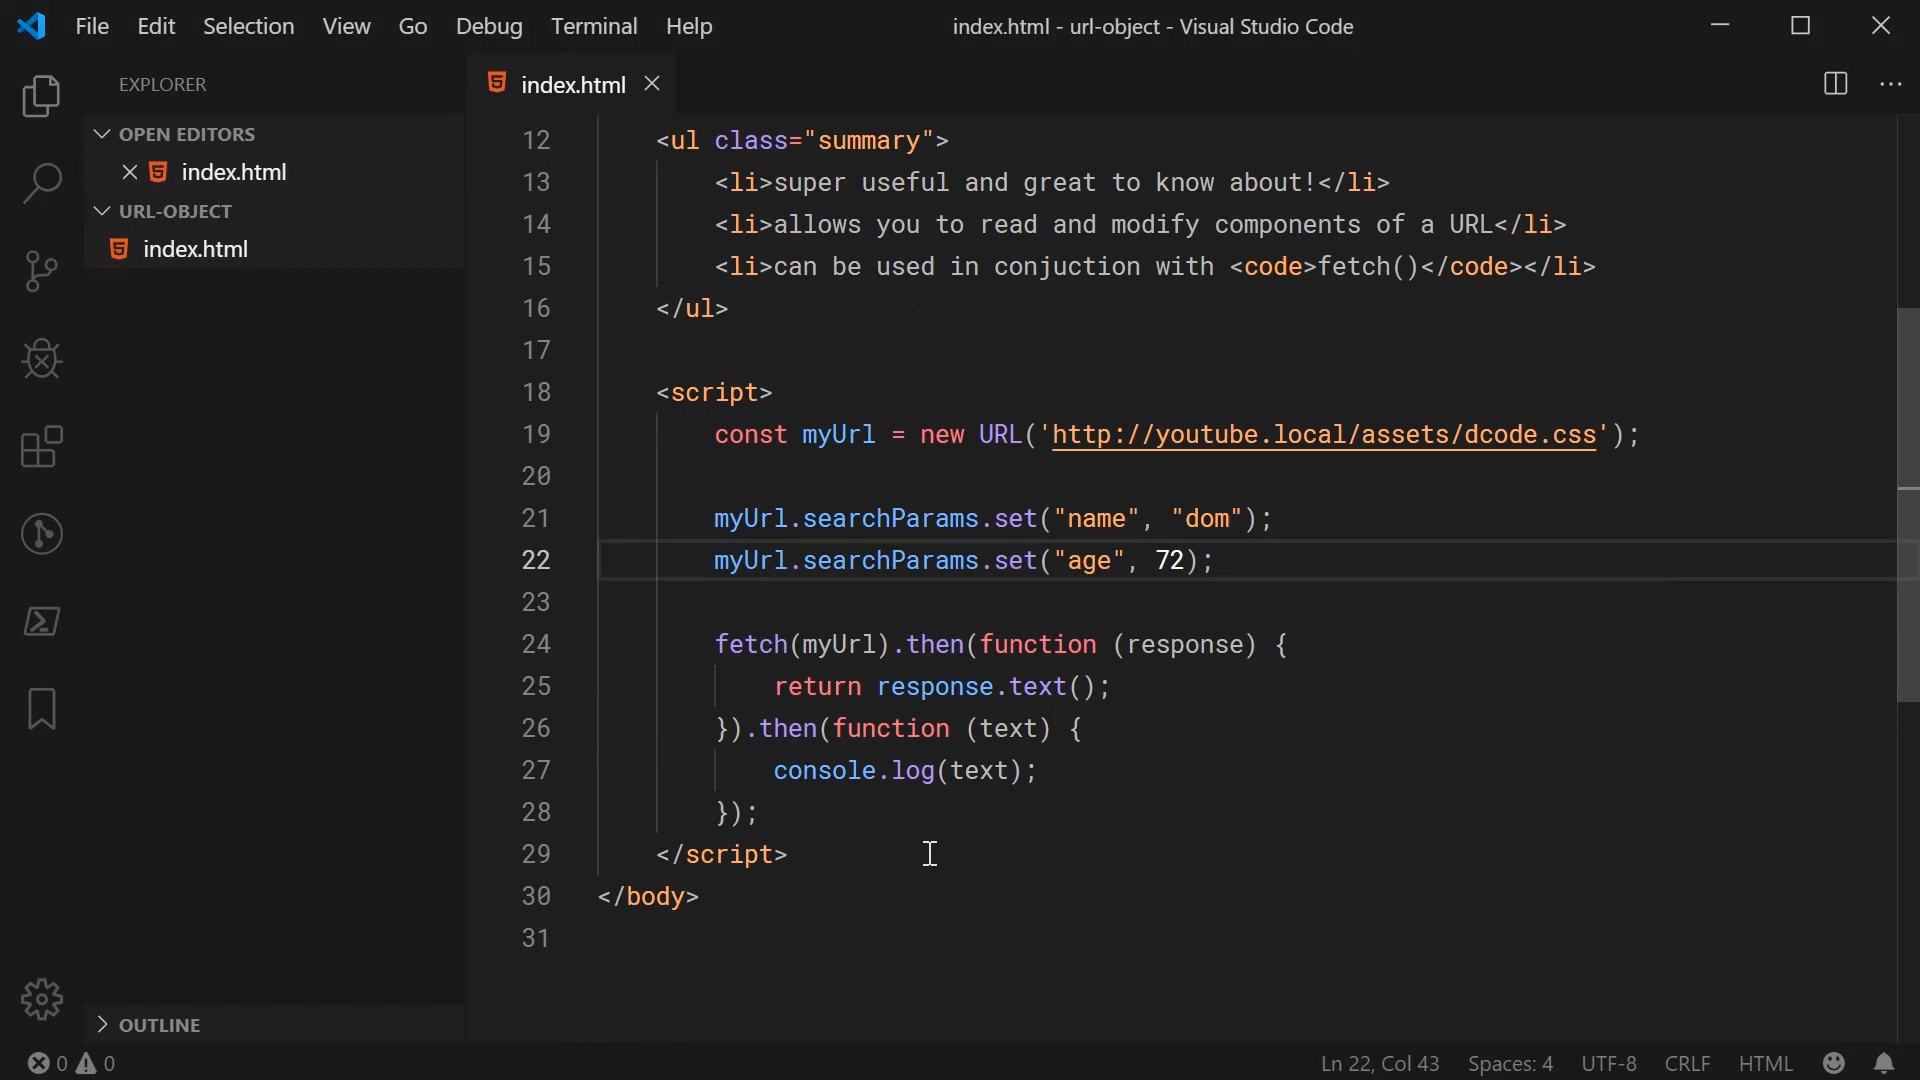 File Edit Selection View Go Debug Terminal Help index.html - url-object - Visual Studio Code
EXPLORER
OPEN EDITORS
index.html
URL-OBJECT
index.html
OUTLINE
index.html
12 <ul class="summary">
13 <li>super useful and great to know about!</li>
14 <li>allows you to read and modify components of a URL</li>
15 <li>can be used in conjuction with <code>fetch()</code></li>
16 </ul>
17
18 <script>
19 const myUrl = new URL('http://youtube.local/assets/dcode.css');
20
21 myUrl.searchParams.set("name", "dom");
22 myUrl.searchParams.set("age", 72);
23
24 fetch(myUrl).then(function (response) {
25 return response.text();
26 }).then(function (text) {
27 console.log(text);
28 });
29 </script>
30 </body>
31
0 0 Ln 22, Col 43 Spaces: 4 UTF-8 CRLF HTML